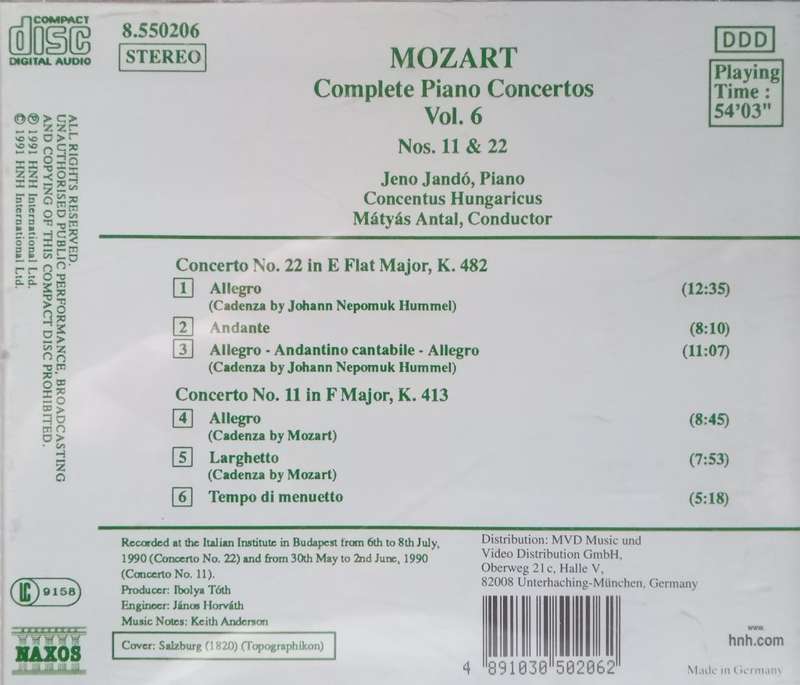 COMPACT
disc
DIGITAL AUDIO
8.550206
STEREO
MOZART
Complete Piano Concertos
Vol. 6
Nos. 11 & 22
Jeno Jandó, Piano
Concentus Hungaricus
Mátyás Antal, Conductor
DDD
Playing
Time :
54'03"
ALL RIGHTS RESERVED.
UNAUTHORISED PUBLIC PERFORMANCE, BROADCASTING
AND COPYING OF THIS COMPACT DISC PROHIBITED.
℗ 1991 HNH International Ltd.
© 1991 HNH International Ltd.
Concerto No. 22 in E Flat Major, K. 482
1 Allegro (12:35)
(Cadenza by Johann Nepomuk Hummel)
2 Andante (8:10)
3 Allegro - Andantino cantabile - Allegro (11:07)
(Cadenza by Johann Nepomuk Hummel)
Concerto No. 11 in F Major, K. 413
4 Allegro (8:45)
(Cadenza by Mozart)
5 Larghetto (7:53)
(Cadenza by Mozart)
6 Tempo di menuetto (5:18)
Recorded at the Italian Institute in Budapest from 6th to 8th July,
1990 (Concerto No. 22) and from 30th May to 2nd June, 1990
(Concerto No. 11).
Producer: Ibolya Tóth
Engineer: János Horváth
Music Notes: Keith Anderson
Cover: Salzburg (1820) (Topographikon)
Distribution: MVD Music und
Video Distribution GmbH,
Oberweg 21 c, Halle V,
82008 Unterhaching-München, Germany
LC 9158
NAXOS
4 891030 502062
www.
hnh.com
Made in Germany